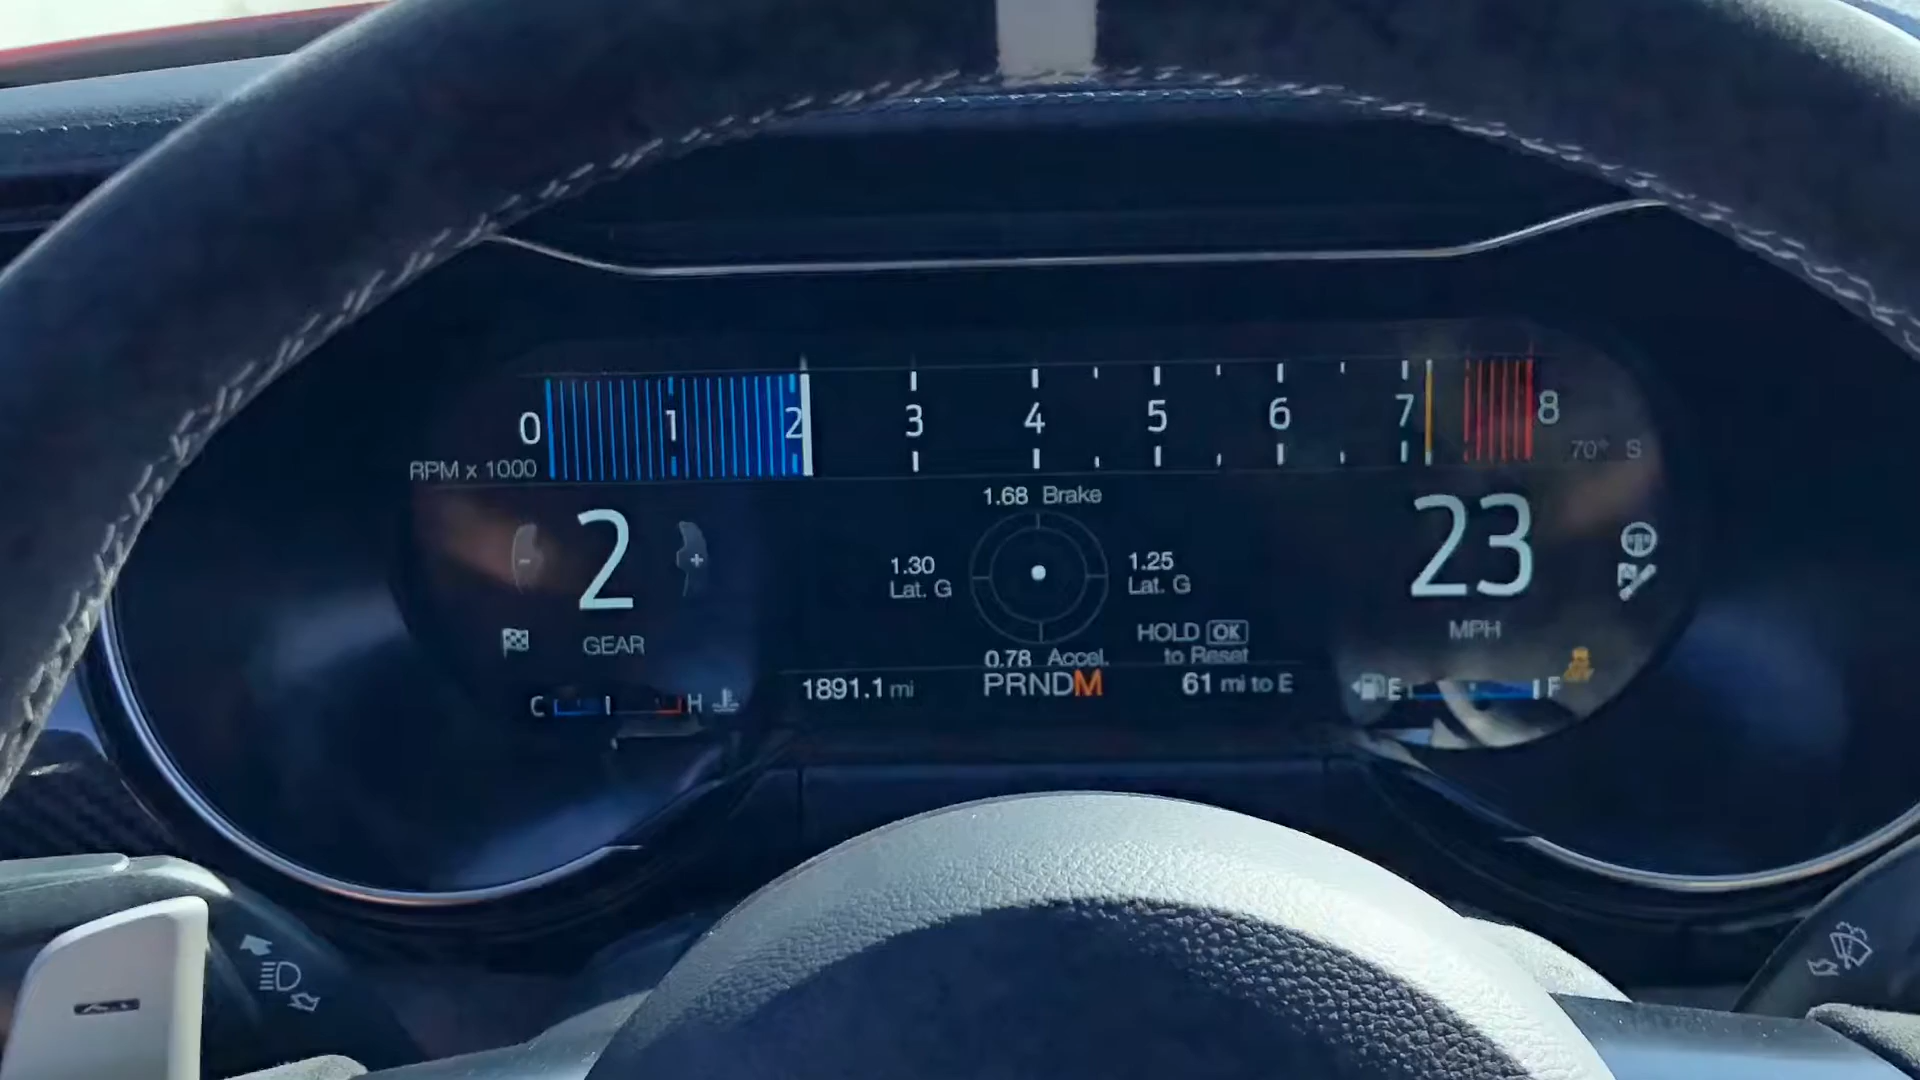 0 1 2 3 4 5 6 7 8
RPM x 1000
70° S
2
GEAR
- +
1.68 Brake
1.30
Lat. G
1.25
Lat. G
HOLD OK
to Reset
0.78 Accel.
23
MPH
C H
1891.1 mi
PRNDM
61 mi to E
E F
OFF